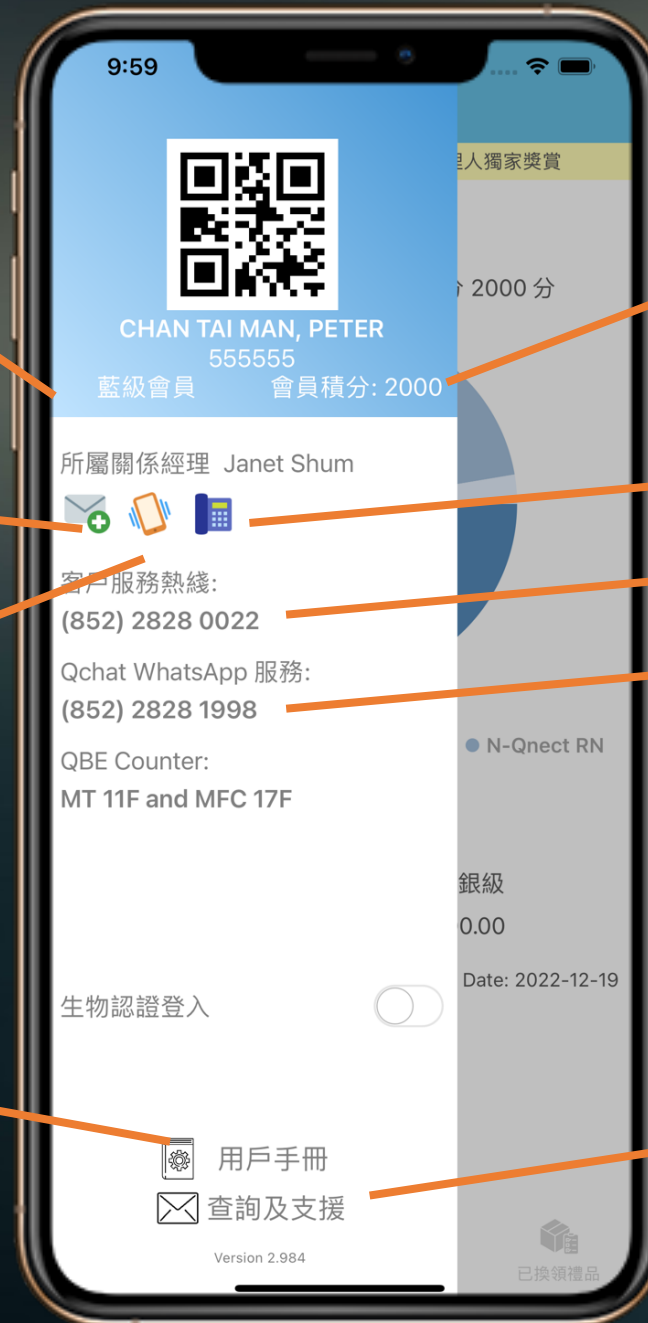 9:59
理人獨家獎賞
2000 分
CHAN TAI MAN, PETER
555555
藍級會員 會員積分: 2000
所屬關係經理 Janet Shum
客戶服務熱綫:
(852) 2828 0022
Qchat WhatsApp 服務:
(852) 2828 1998
N-Qnect RN
QBE Counter:
MT 11F and MFC 17F
銀級
0.00
Date: 2022-12-19
生物認證登入
用戶手冊
查詢及支援
Version 2.984
已換領禮品